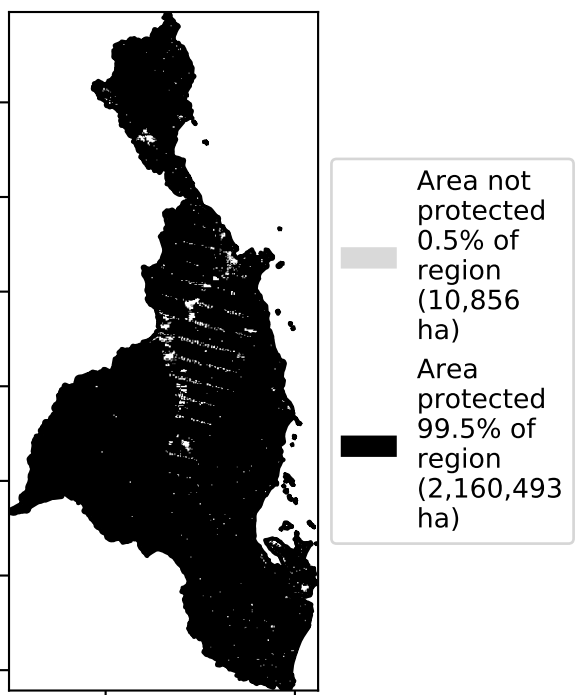 Area not
protected
0.5% of
region
(10,856
ha)
Area
protected
99.5% of
region
(2,160,493
ha)